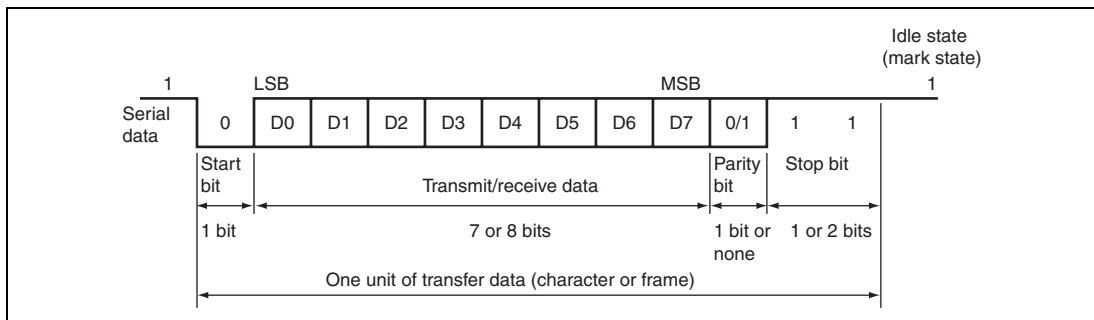 Idle state
(mark state)
1 LSB MSB 1
Serial
data
0 D0 D1 D2 D3 D4 D5 D6 D7 0/1 1 1
Start
bit
Transmit/receive data
Parity
bit
Stop bit
1 bit
7 or 8 bits
1 bit or
none
1 or 2 bits
One unit of transfer data (character or frame)